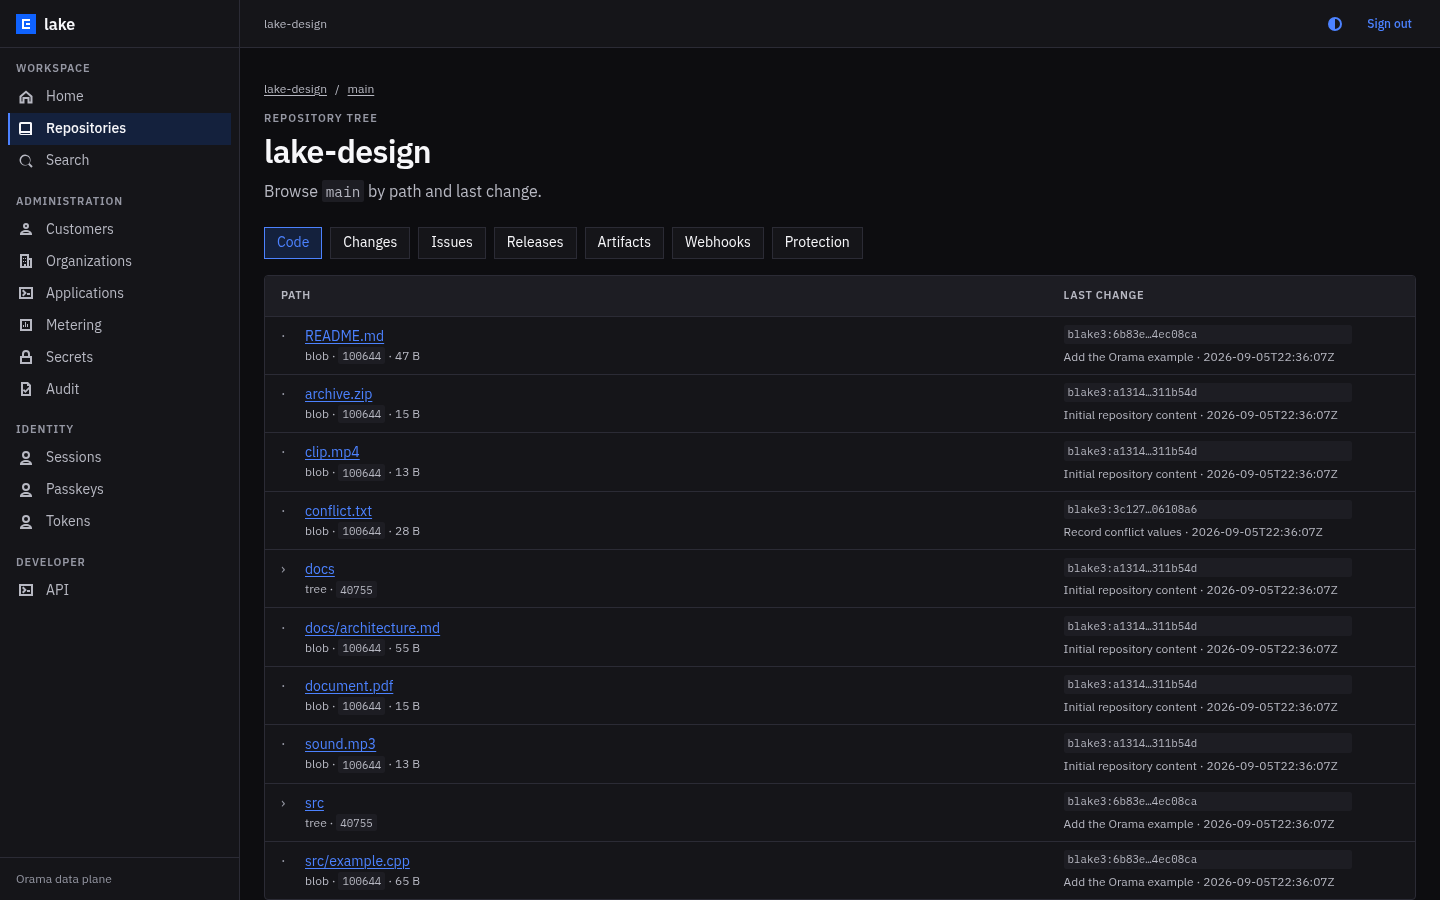 lake
WORKSPACE
Home
Repositories
Search
ADMINISTRATION
Customers
Organizations
Applications
Metering
Secrets
Audit
IDENTITY
Sessions
Passkeys
Tokens
DEVELOPER
API
Orama data plane
lake-design
Sign out
lake-design / main
REPOSITORY TREE
lake-design
Browse main by path and last change.
Code Changes Issues Releases Artifacts Webhooks Protection
PATH LAST CHANGE
· README.md blake3:6b83e…4ec08ca
blob · 100644 · 47 B Add the Orama example · 2026-09-05T22:36:07Z
· archive.zip blake3:a1314…311b54d
blob · 100644 · 15 B Initial repository content · 2026-09-05T22:36:07Z
· clip.mp4 blake3:a1314…311b54d
blob · 100644 · 13 B Initial repository content · 2026-09-05T22:36:07Z
· conflict.txt blake3:3c127…06108a6
blob · 100644 · 28 B Record conflict values · 2026-09-05T22:36:07Z
› docs blake3:a1314…311b54d
tree · 40755 Initial repository content · 2026-09-05T22:36:07Z
· docs/architecture.md blake3:a1314…311b54d
blob · 100644 · 55 B Initial repository content · 2026-09-05T22:36:07Z
· document.pdf blake3:a1314…311b54d
blob · 100644 · 15 B Initial repository content · 2026-09-05T22:36:07Z
· sound.mp3 blake3:a1314…311b54d
blob · 100644 · 13 B Initial repository content · 2026-09-05T22:36:07Z
› src blake3:6b83e…4ec08ca
tree · 40755 Add the Orama example · 2026-09-05T22:36:07Z
· src/example.cpp blake3:6b83e…4ec08ca
blob · 100644 · 65 B Add the Orama example · 2026-09-05T22:36:07Z